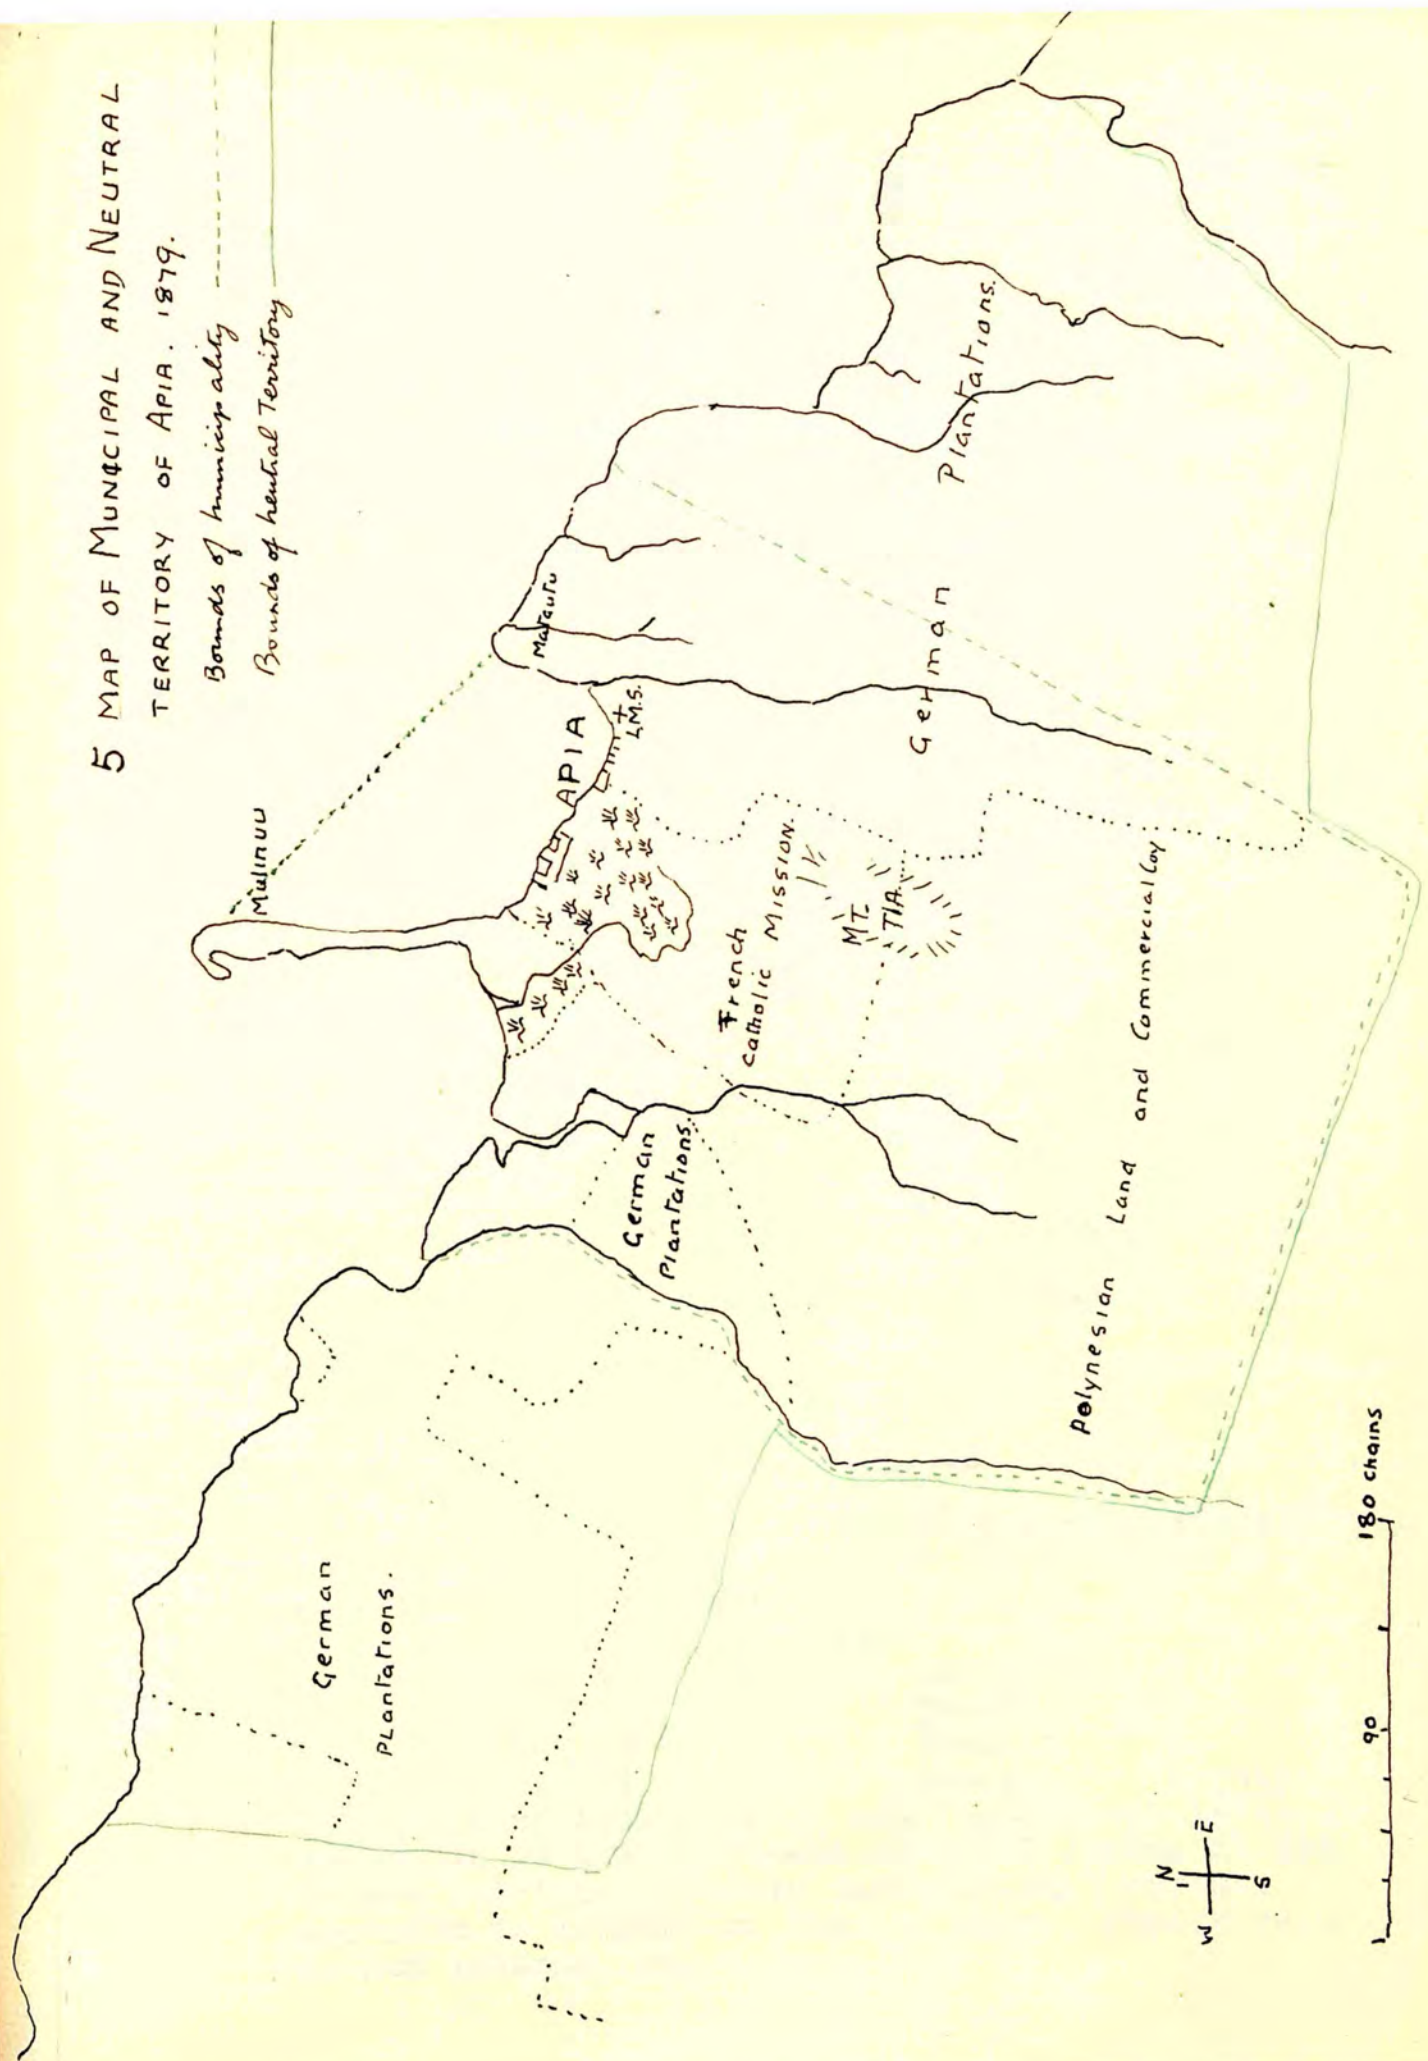 5 MAP OF MUNICIPAL AND NEUTRAL
TERRITORY OF APIA. 1879.
Bounds of Municipality
Bounds of Neutral Territory
Mulinuu
Matautu
APIA
L.M.S.
German
Plantations.
German
Plantations.
French
Catholic MISSION.
MT.
TIA.
German Plantations.
Polynesian Land and Commercial Coy
N
W E
S
1 90 180 chains